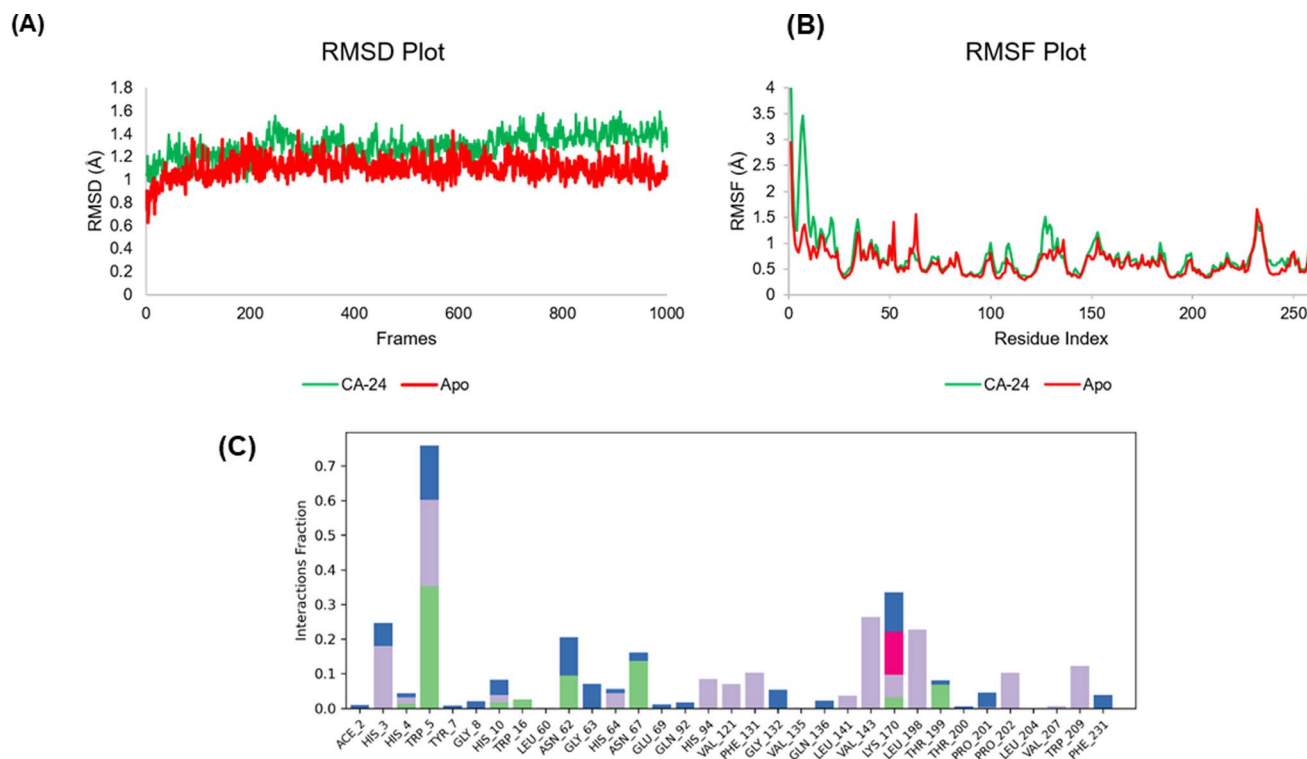 (A)
RMSD Plot
RMSD (Å)
1.8
1.6
1.4
1.2
1
0.8
0.6
0.4
0.2
0
0 200 400 600 800 1000
Frames
CA-24 Apo
(B)
RMSF Plot
RMSF (Å)
4
3.5
3
2.5
2
1.5
1
0.5
0
0 50 100 150 200 250
Residue Index
CA-24 Apo
(C)
Interactions Fraction
0.7
0.6
0.5
0.4
0.3
0.2
0.1
0.0
ACE_2
HIS_3
HIS_4
TRP_5
TYR_7
GLY_8
HIS_10
TRP_16
LEU_60
ASN_62
GLY_63
HIS_64
ASN_67
GLU_69
GLN_92
HIS_94
VAL_121
PHE_131
GLY_132
VAL_135
GLN_136
LEU_141
VAL_143
LYS_170
LEU_198
THR_199
THR_200
PRO_201
PRO_202
LEU_204
VAL_207
TRP_209
PHE_231